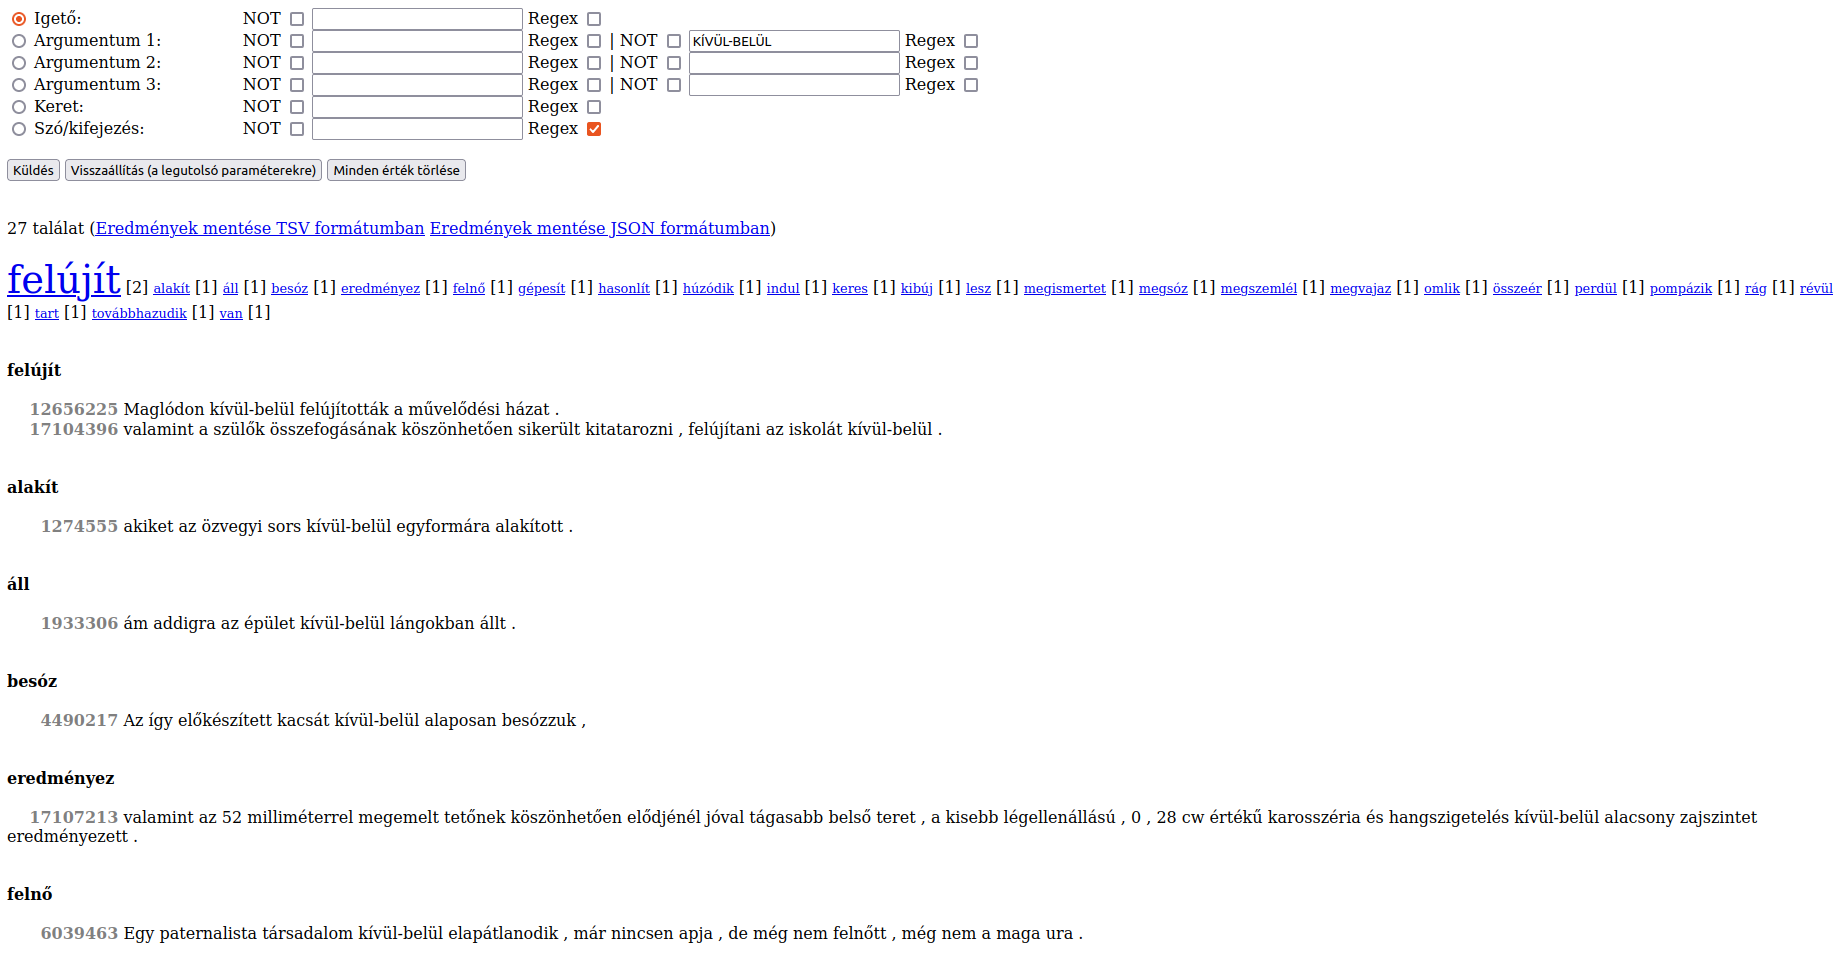 Igető: NOT Regex
Argumentum 1: NOT Regex | NOT KÍVÜL-BELÜL Regex
Argumentum 2: NOT Regex | NOT Regex
Argumentum 3: NOT Regex | NOT Regex
Keret: NOT Regex
Szó/kifejezés: NOT Regex
Küldés Visszaállítás (a legutolsó paraméterekre) Minden érték törlése
27 találat (Eredmények mentése TSV formátumban Eredmények mentése JSON formátumban)
felújít [2] alakít [1] áll [1] besóz [1] eredményez [1] felnő [1] gépesít [1] hasonlít [1] húzódik [1] indul [1] keres [1] kibúj [1] lesz [1] megismertet [1] megsóz [1] megszemlél [1] megvajaz [1] omlik [1] összeér [1] perdül [1] pompázik [1] rág [1] révül
[1] tart [1] továbbhazudik [1] van [1]
felújít
12656225 Maglódon kívül-belül felújították a művelődési házat .
17104396 valamint a szülők összefogásának köszönhetően sikerült kitatarozni , felújítani az iskolát kívül-belül .
alakít
1274555 akiket az özvegyi sors kívül-belül egyformára alakított .
áll
1933306 ám addigra az épület kívül-belül lángokban állt .
besóz
4490217 Az így előkészített kacsát kívül-belül alaposan besózzuk ,
eredményez
17107213 valamint az 52 milliméterrel megemelt tetőnek köszönhetően elődjénél jóval tágasabb belső teret , a kisebb légellenállású , 0 , 28 cw értékű karosszéria és hangszigetelés kívül-belül alacsony zajszintet
eredményezett .
felnő
6039463 Egy paternalista társadalom kívül-belül elapátlanodik , már nincsen apja , de még nem felnőtt , még nem a maga ura .